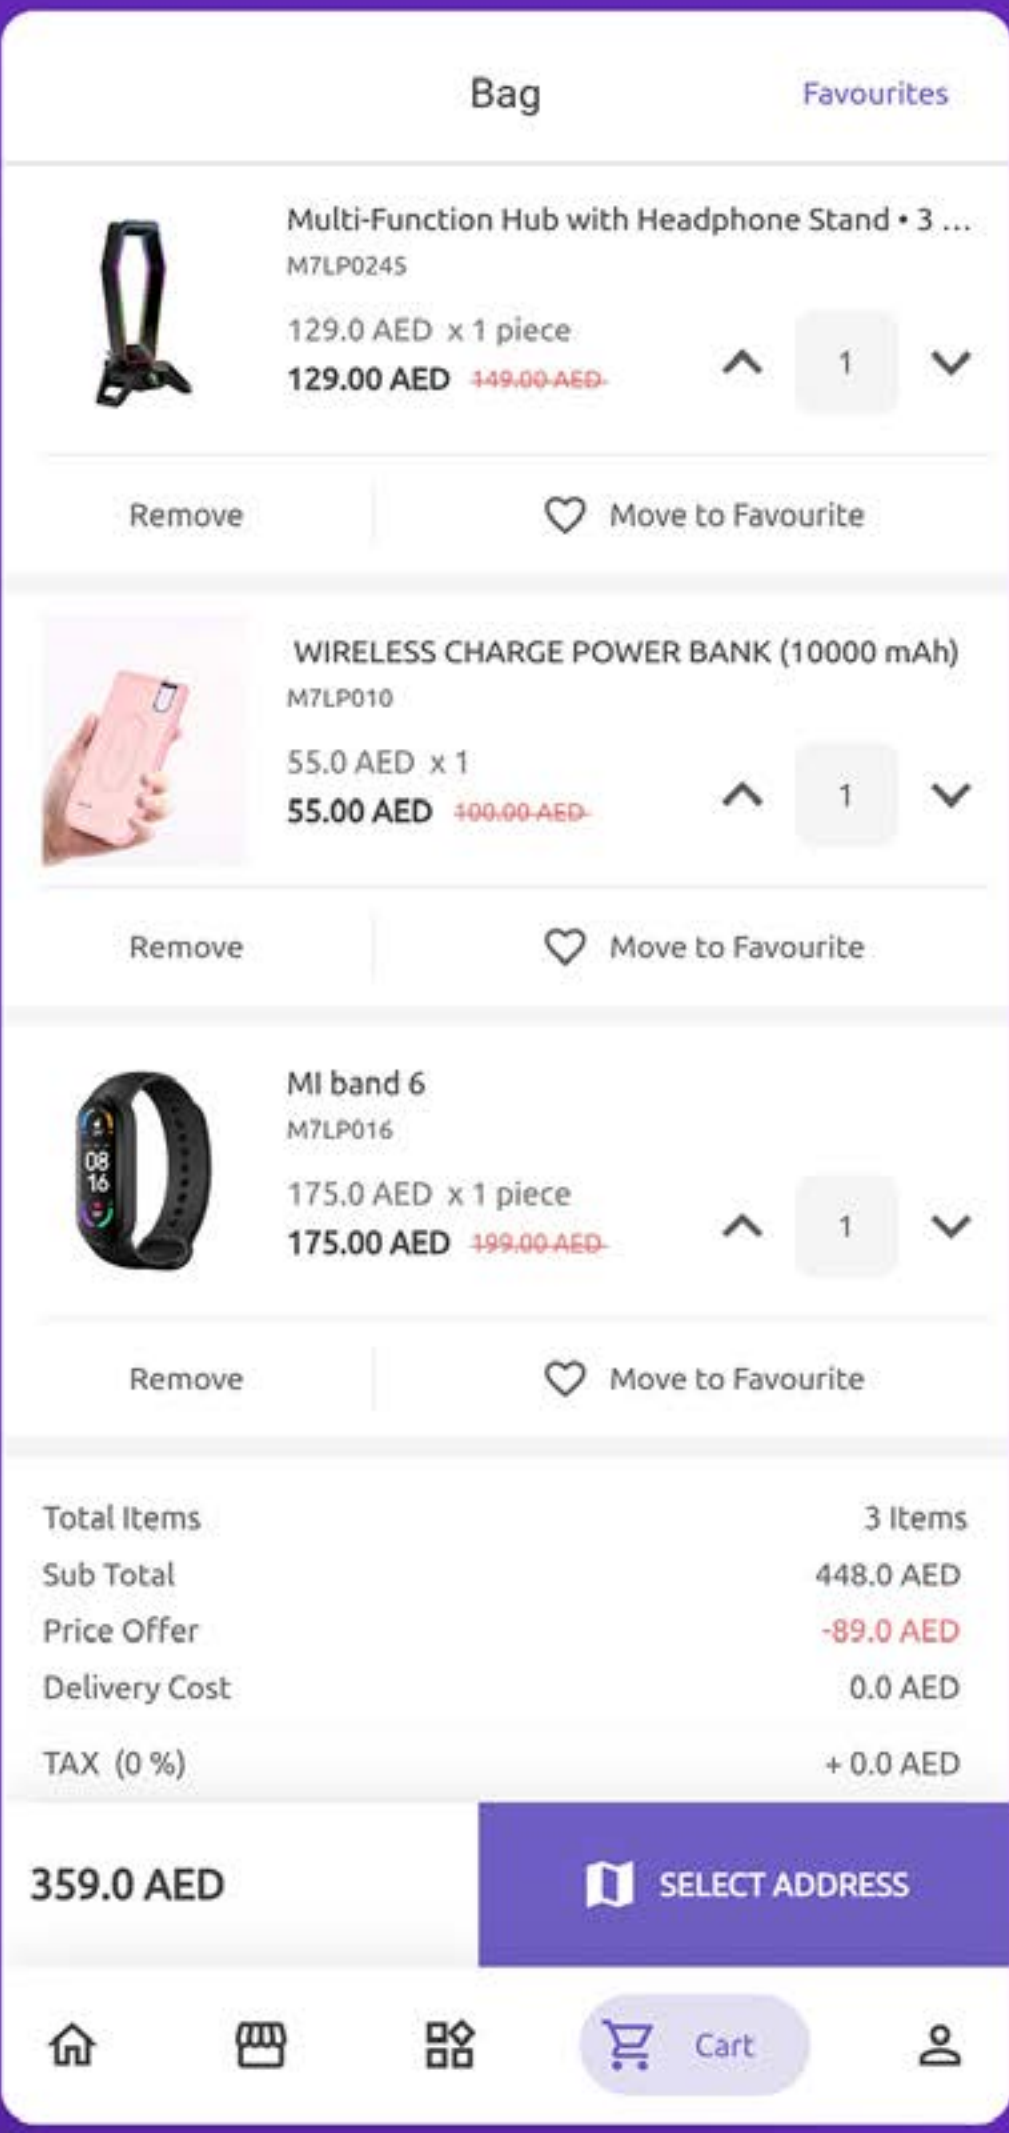 Bag
Favourites
Multi-Function Hub with Headphone Stand • 3 ...
M7LP0245
129.0 AED x 1 piece
129.00 AED 149.00 AED
1
Remove
Move to Favourite
WIRELESS CHARGE POWER BANK (10000 mAh)
M7LP010
55.0 AED x 1
55.00 AED 100.00 AED
1
Remove
Move to Favourite
MI band 6
M7LP016
08
16
175.0 AED x 1 piece
175.00 AED 199.00 AED
1
Remove
Move to Favourite
Total Items 3 Items
Sub Total 448.0 AED
Price Offer -89.0 AED
Delivery Cost 0.0 AED
TAX (0 %) + 0.0 AED
359.0 AED
SELECT ADDRESS
Cart